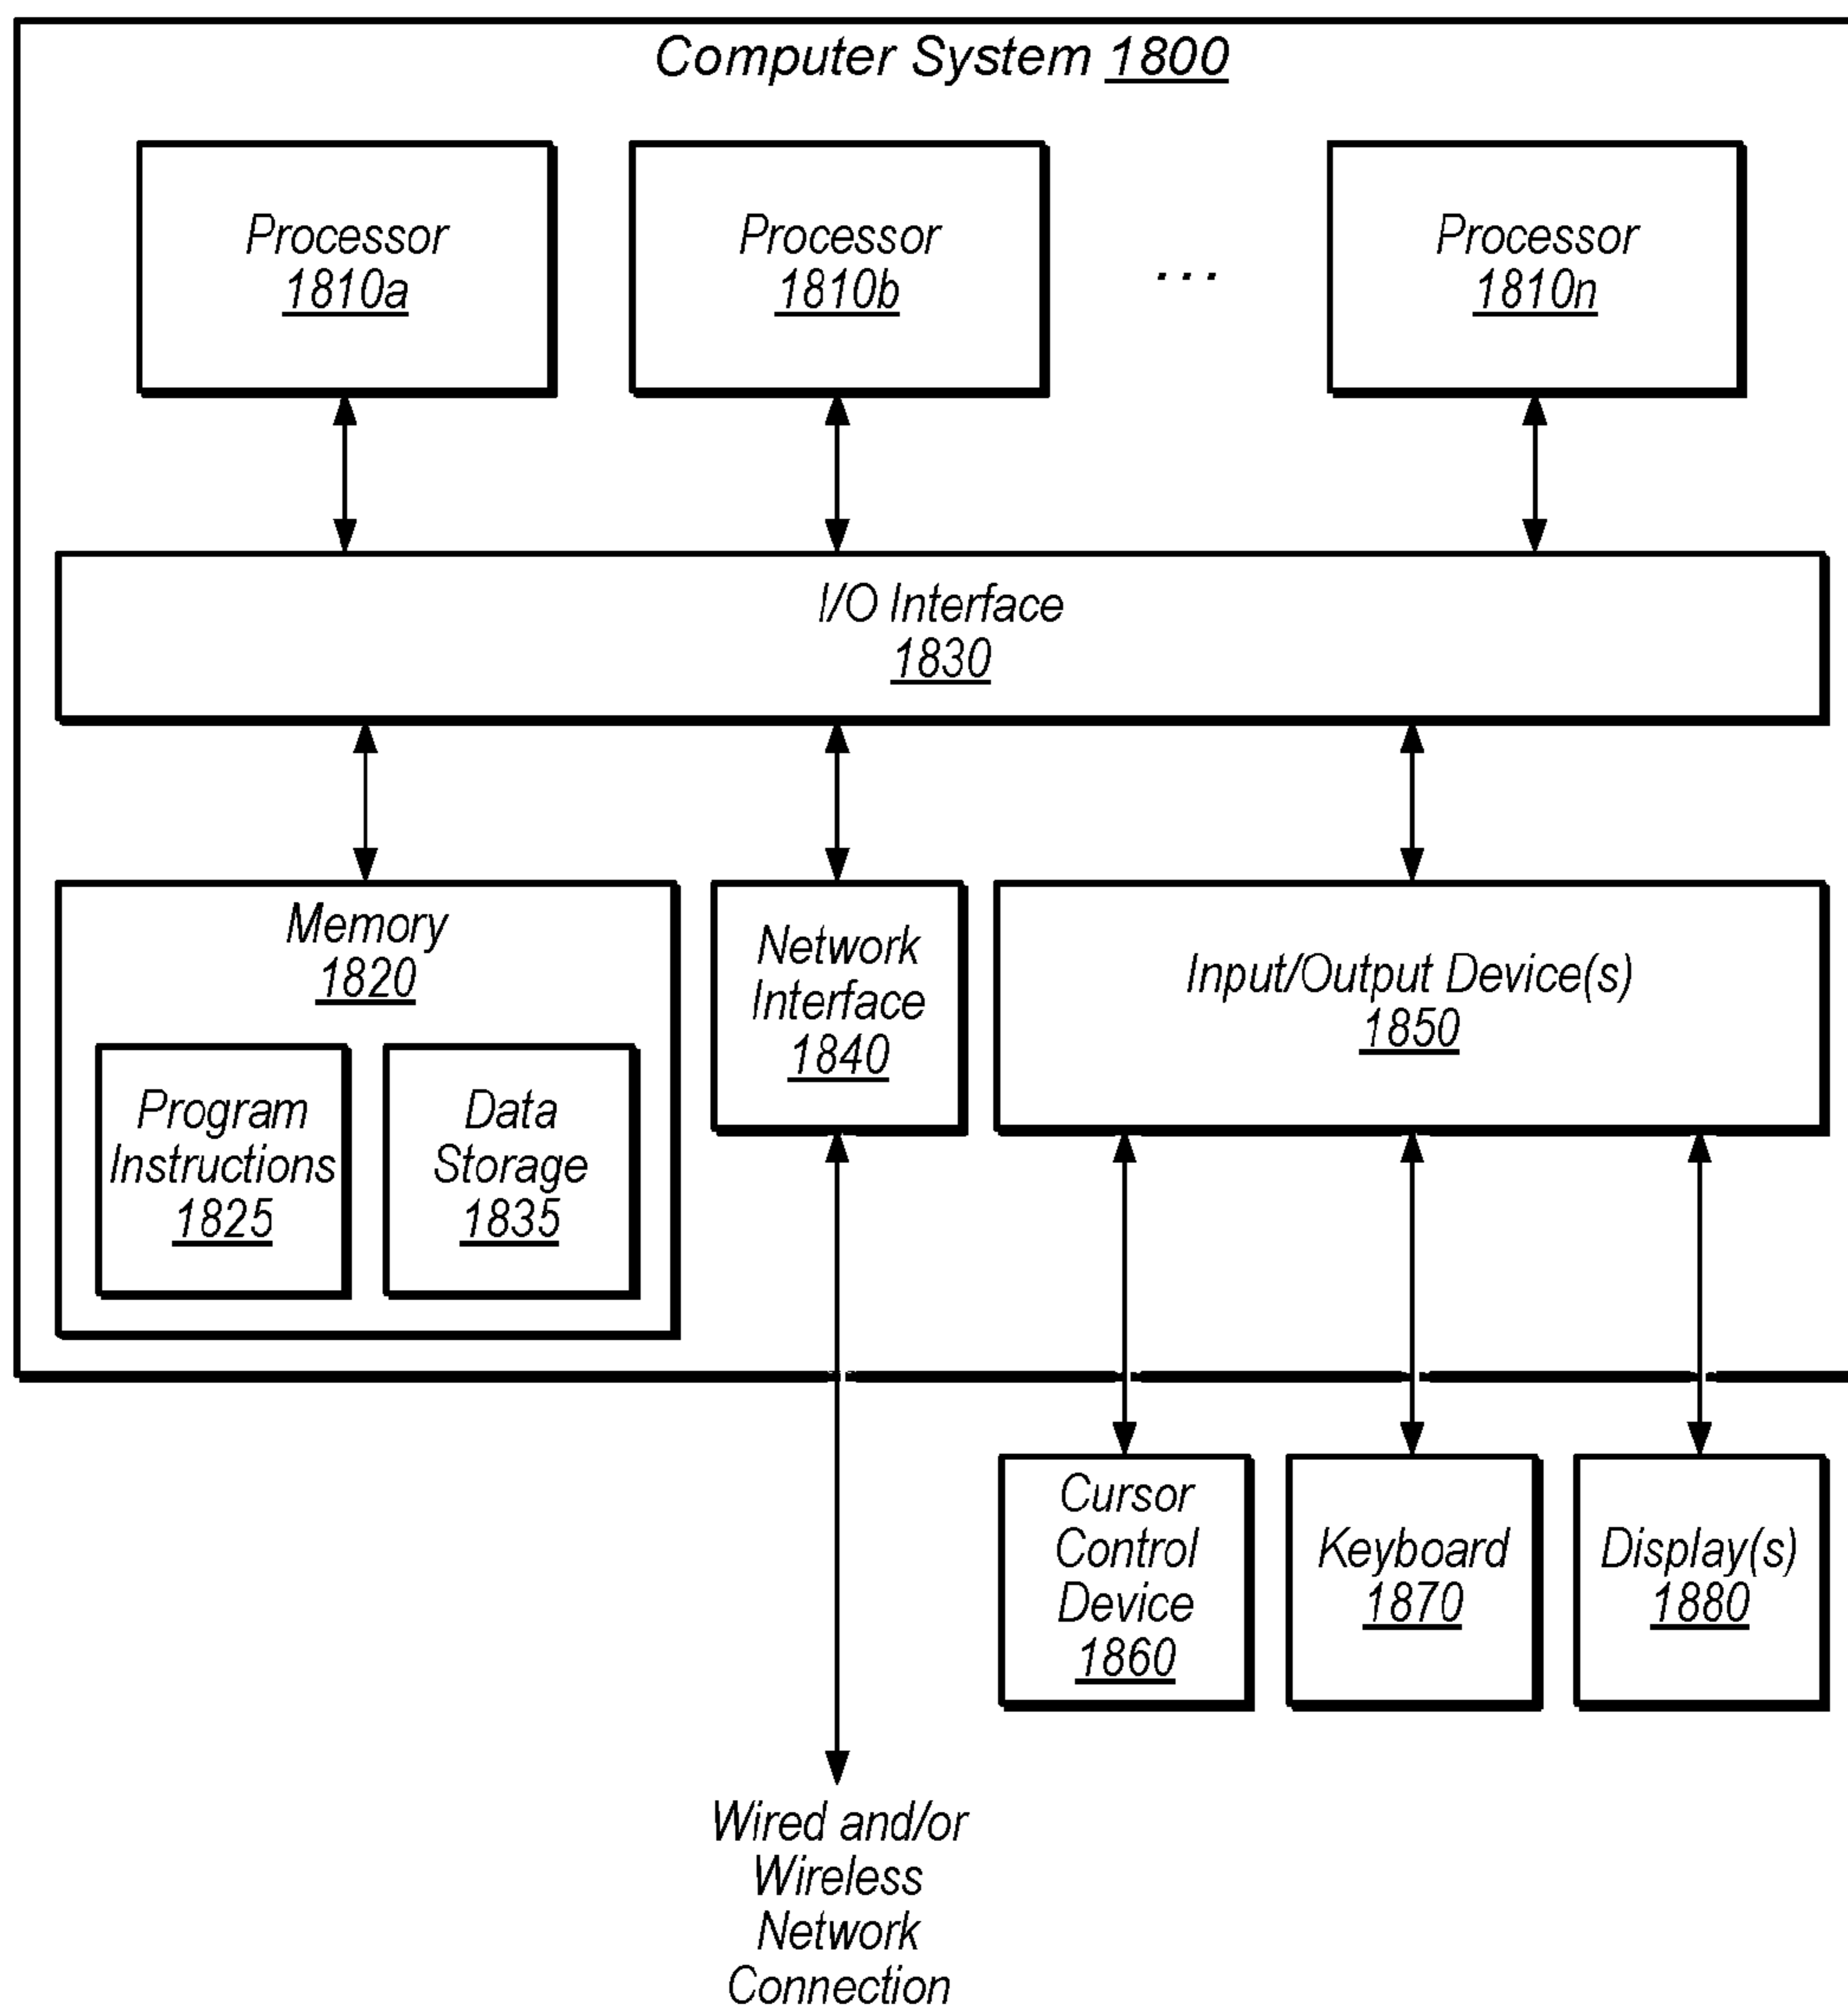 Computer System 1800
Processor
1810a
Processor
1810b
...
Processor
1810n
I/O Interface
1830
Memory
1820
Program
Instructions
1825
Data
Storage
1835
Network
Interface
1840
Input/Output Device(s)
1850
Cursor
Control
Device
1860
Keyboard
1870
Display(s)
1880
Wired and/or
Wireless
Network
Connection